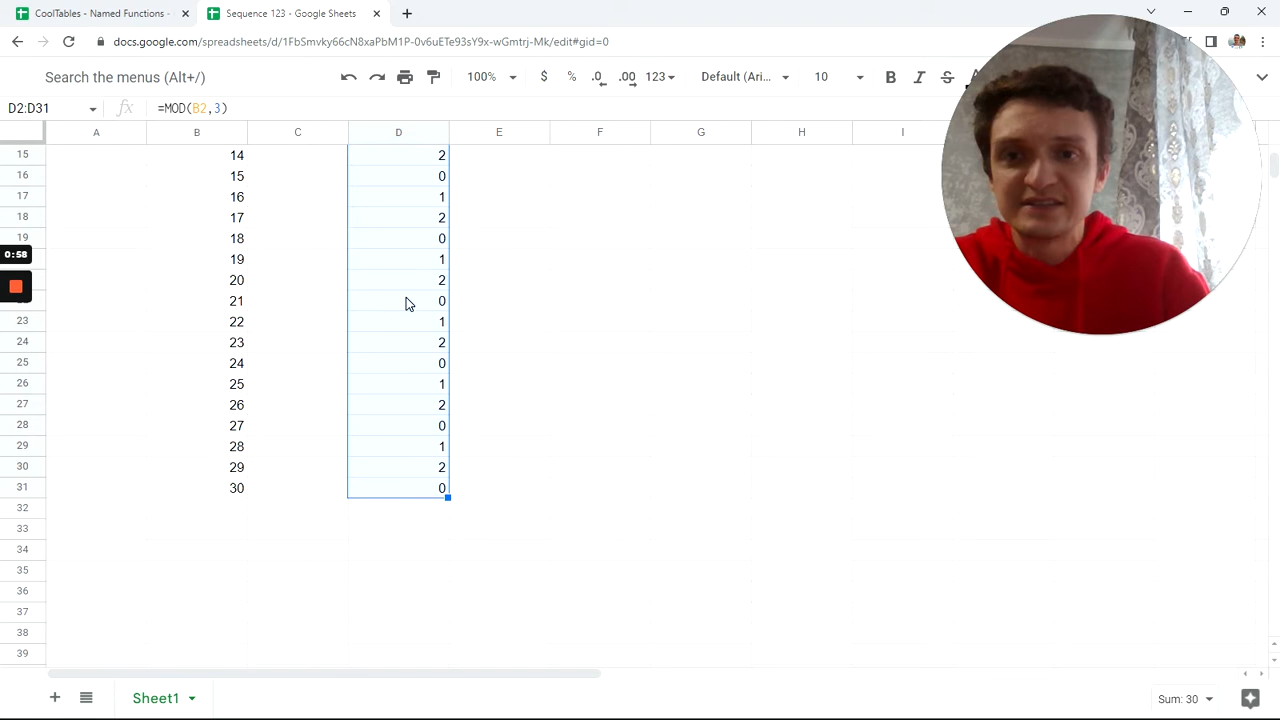 CoolTables - Named Functions -
Sequence 123 - Google Sheets
docs.google.com/spreadsheets/d/1FbSmvky66cN8xaPbM1P-0v6uETe93sY9x-wGmtrj-Mk/edit#gid=0
Search the menus (Alt+/) 100% $ % .0 .00 123 Default (Ari... 10 B I S A
D2:D31 fx =MOD(B2,3)
A B C D E F G H I
15 14 2
16 15 0
17 16 1
18 17 2
19 18 0
0:58 19 1
20 2
21 0
23 22 1
24 23 2
25 24 0
26 25 1
27 26 2
28 27 0
29 28 1
30 29 2
31 30 0
32
33
34
35
36
37
38
39
Sheet1 Sum: 30